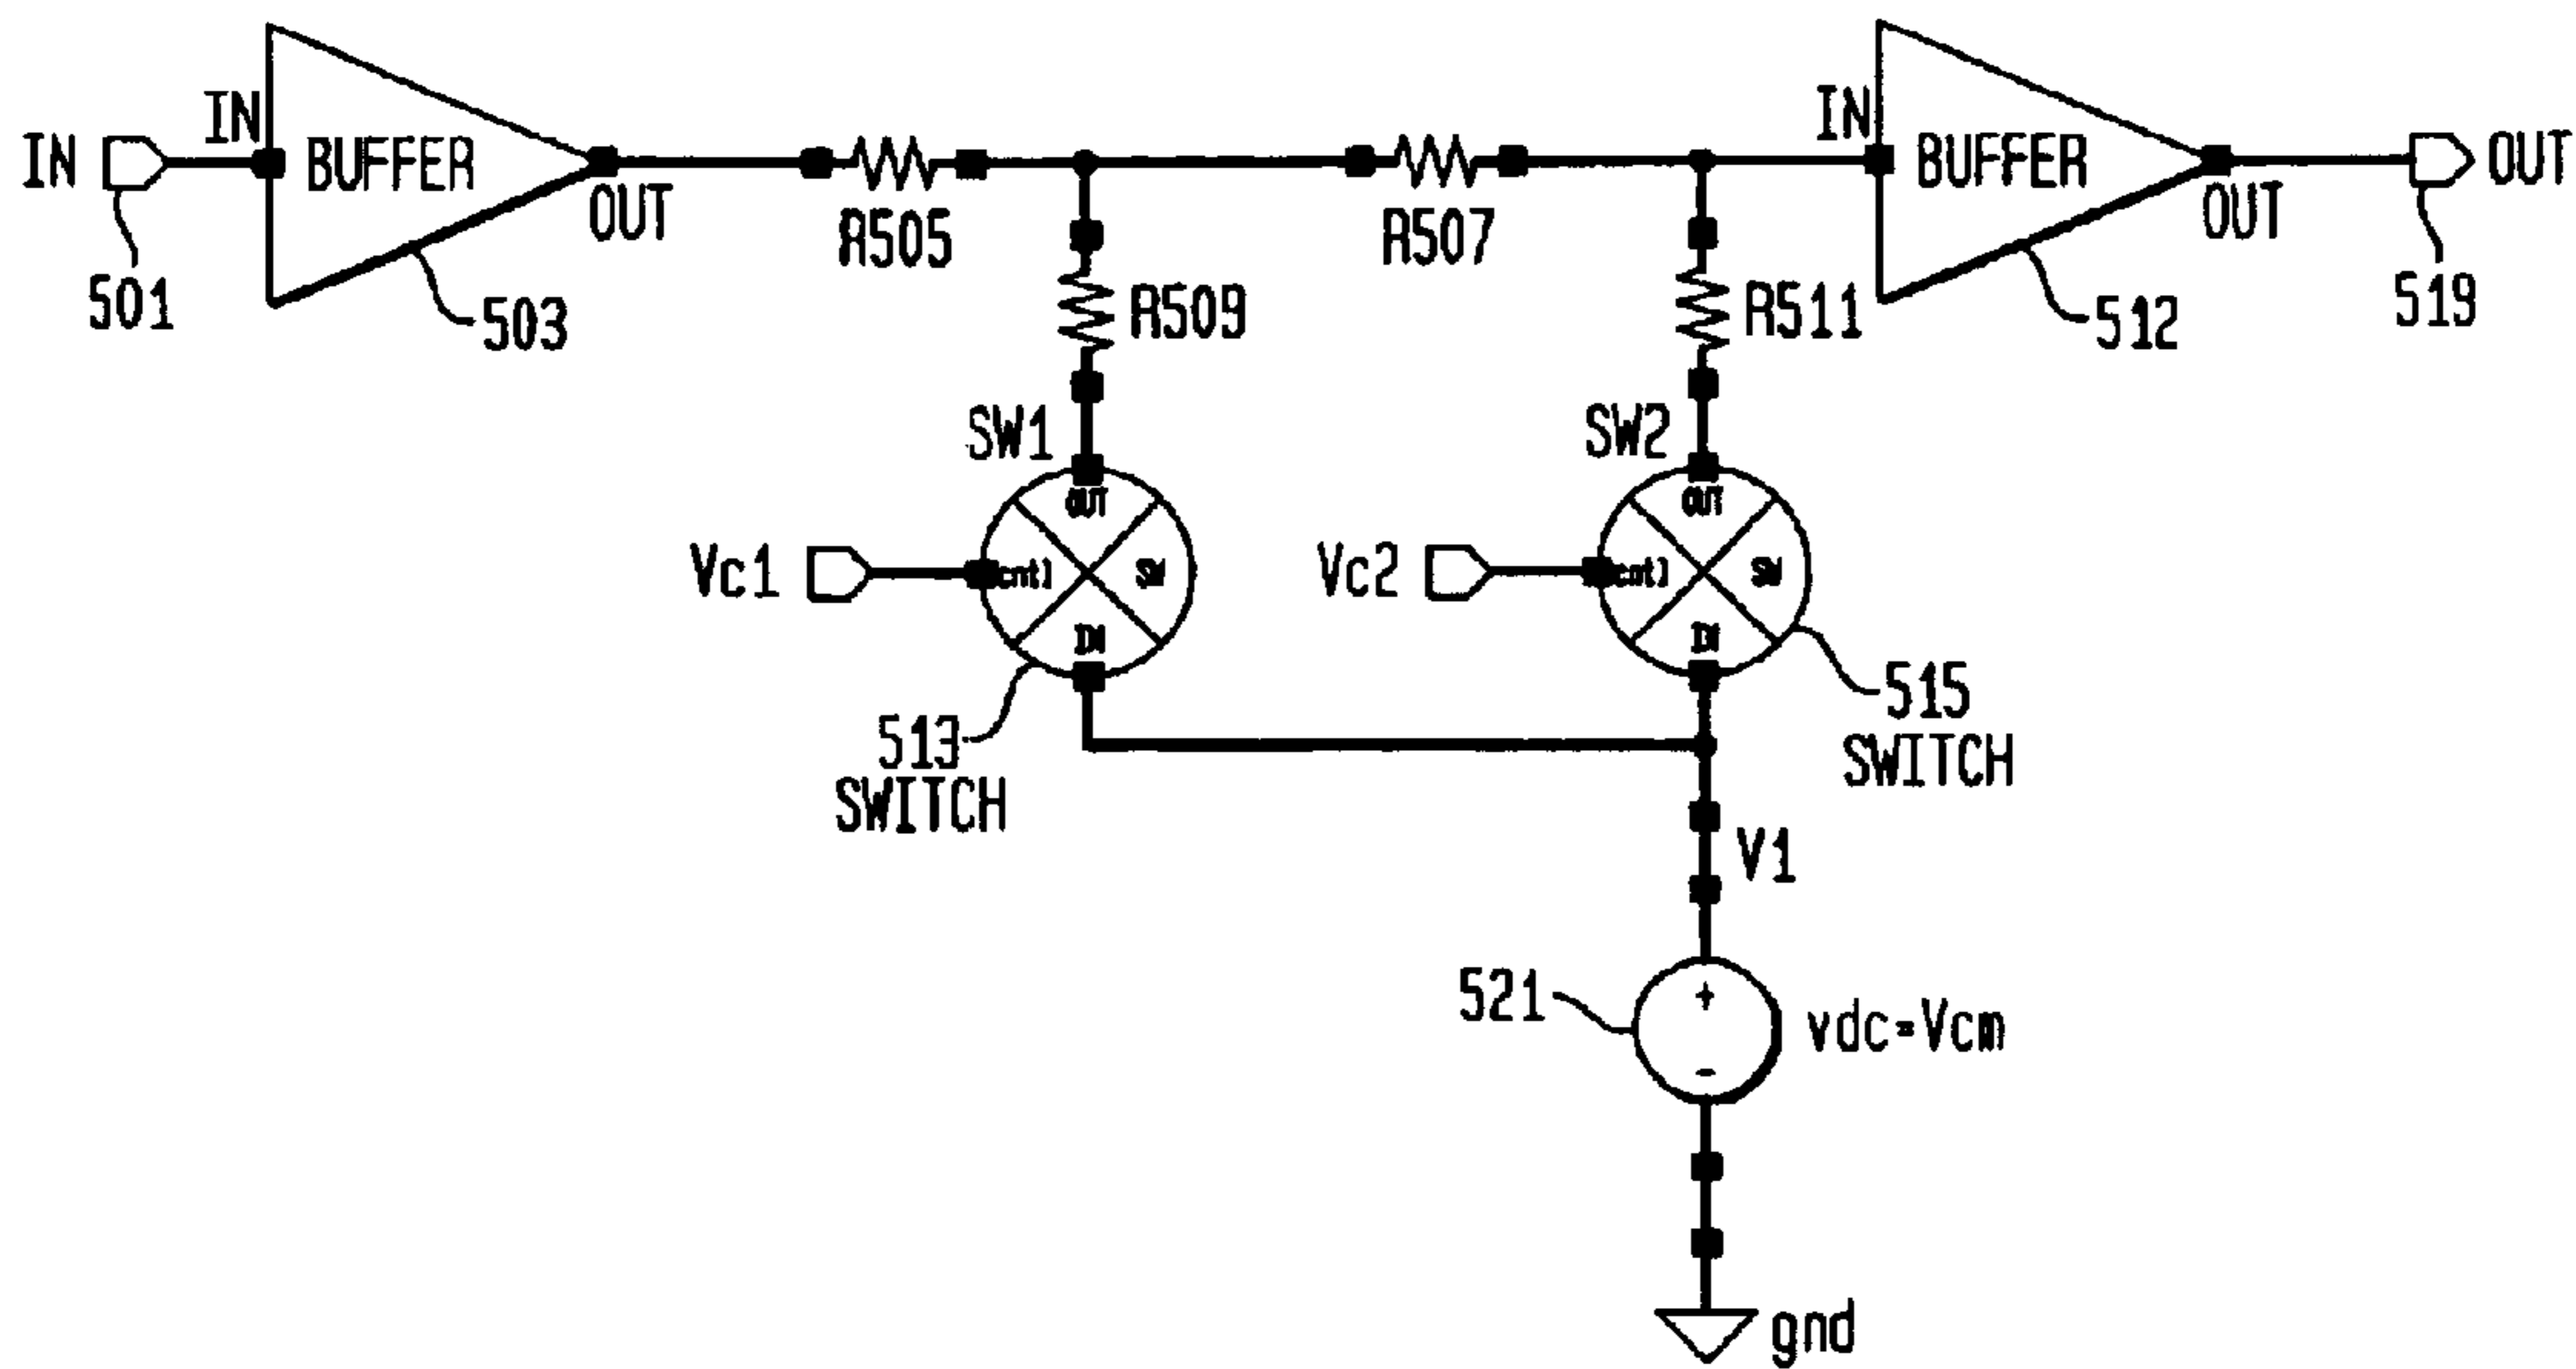 IN
501
IN
BUFFER
OUT
503
R505
R507
R509
R511
IN
BUFFER
OUT
512
OUT
519
SW1
OUT
cntl
SW
IN
Vc1
513
SWITCH
SW2
OUT
cntl
SW
IN
Vc2
515
SWITCH
V1
521
+
-
vdc=Vcm
gnd